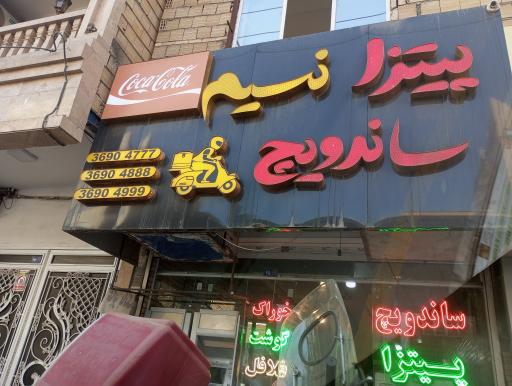 پیتزا نسیم
Coca-Cola
ساندویچ
3690 4777
3690 4888
3690 4999
ساندویچ
پیتزا
خوراک
گوشت
فلافل